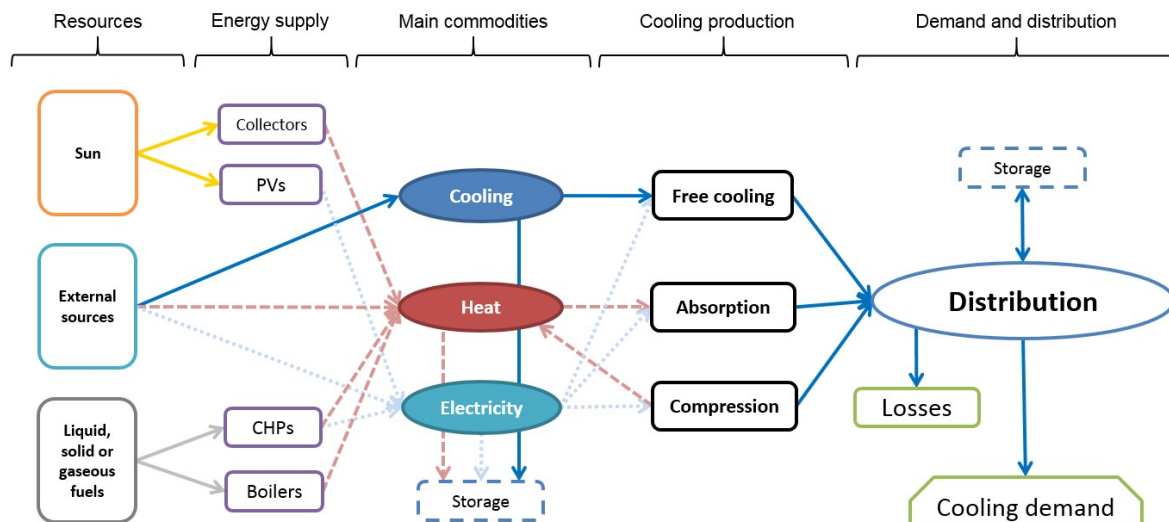 Resources
Energy supply
Main commodities
Cooling production
Demand and distribution
Sun
Collectors
PVs
Cooling
Free cooling
Storage
External
sources
Heat
Absorption
Distribution
Electricity
Compression
Losses
Liquid,
solid or
gaseous
fuels
CHPs
Boilers
Storage
Cooling demand